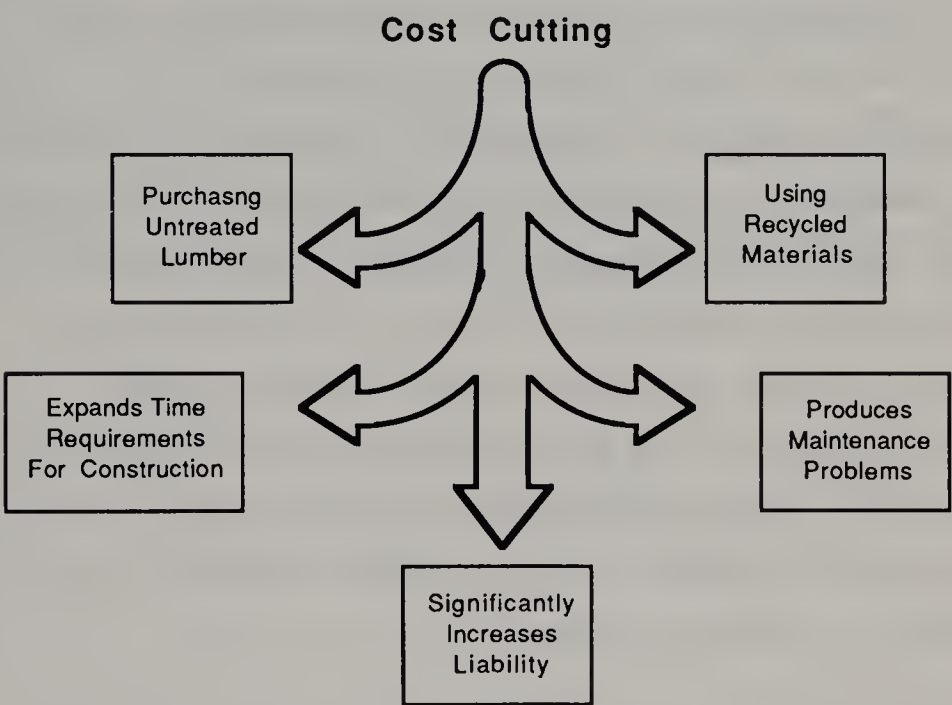 Cost Cutting
Purchasng
Untreated
Lumber
Using
Recycled
Materials
Expands Time
Requirements
For Construction
Produces
Maintenance
Problems
Significantly
Increases
Liability